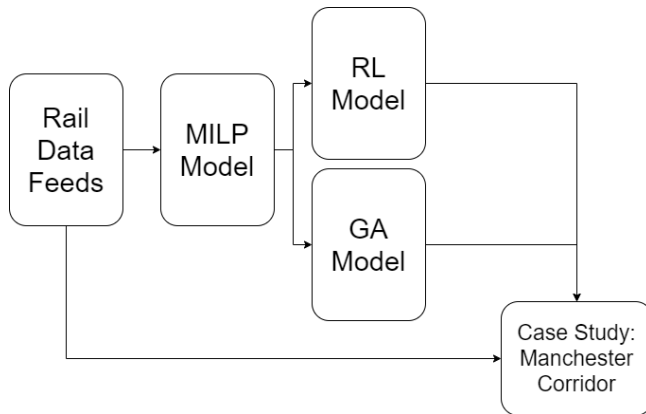 Rail
Data
Feeds
MILP
Model
RL
Model
GA
Model
Case Study:
Manchester
Corridor